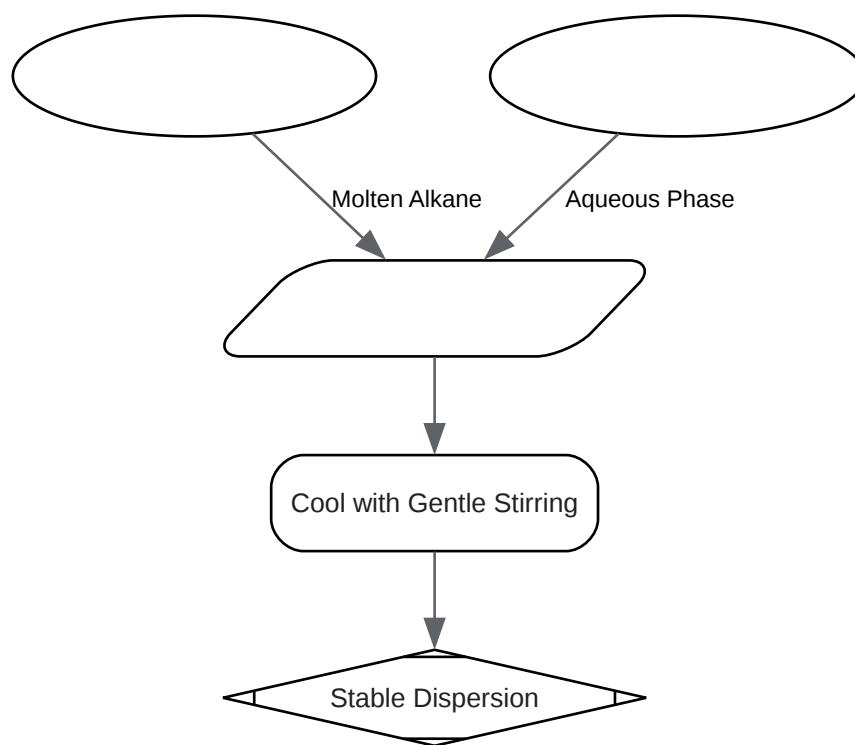 Molten Alkane
Aqueous Phase
Cool with Gentle Stirring
Stable Dispersion